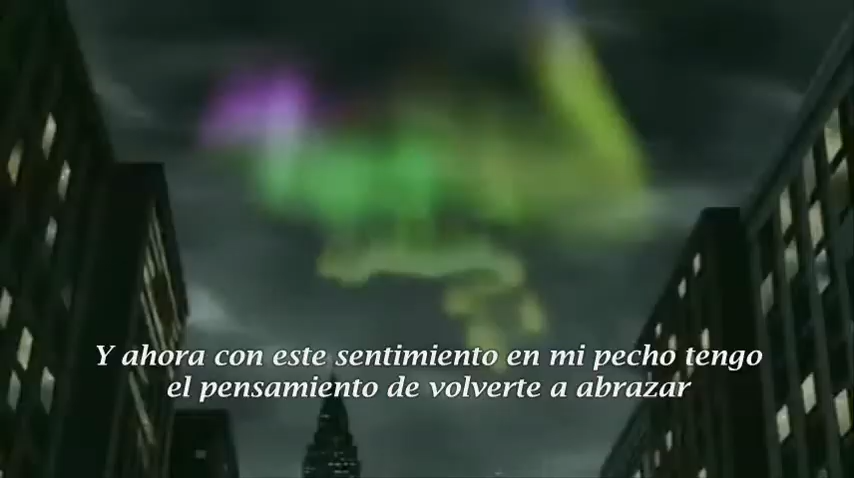 Y ahora con este sentimiento en mi pecho tengo
el pensamiento de volverte a abrazar